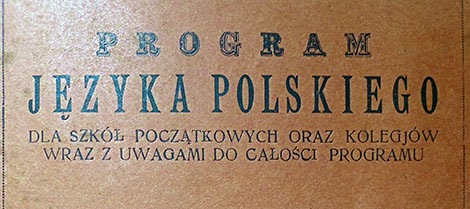 PROGRAM
JĘZYKA POLSKIEGO
DLA SZKÓŁ POCZĄTKOWYCH ORAZ KOLEGJÓW
WRAZ Z UWAGAMI DO CAŁOŚCI PROGRAMU